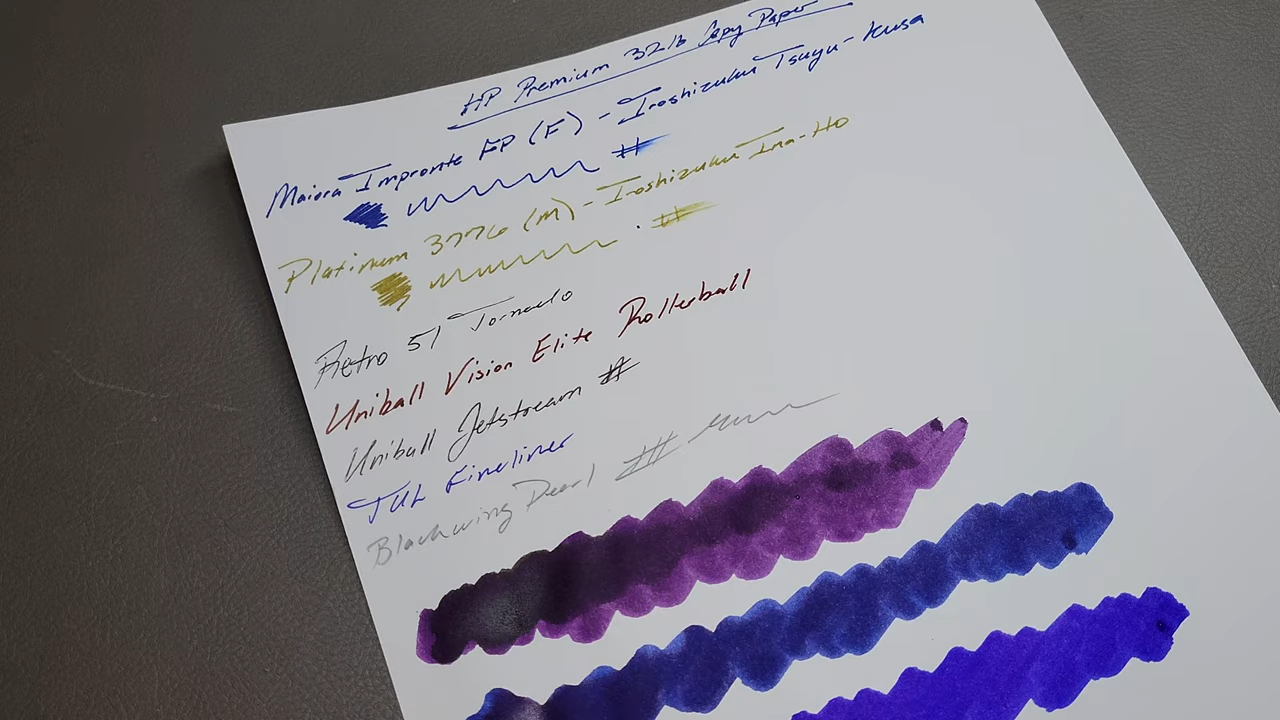 HP Premium 32lb Copy Paper
Maiora Impronte FP (F) - Iroshizuku Tsuyu-Kusa
#
Platinum 3776 (M) - Iroshizuku Ina-Ho
#
Retro 51 Tornado
Uniball Vision Elite Rollerball
Uniball Jetstream #
TUL Fineliner
Blackwing Pearl #